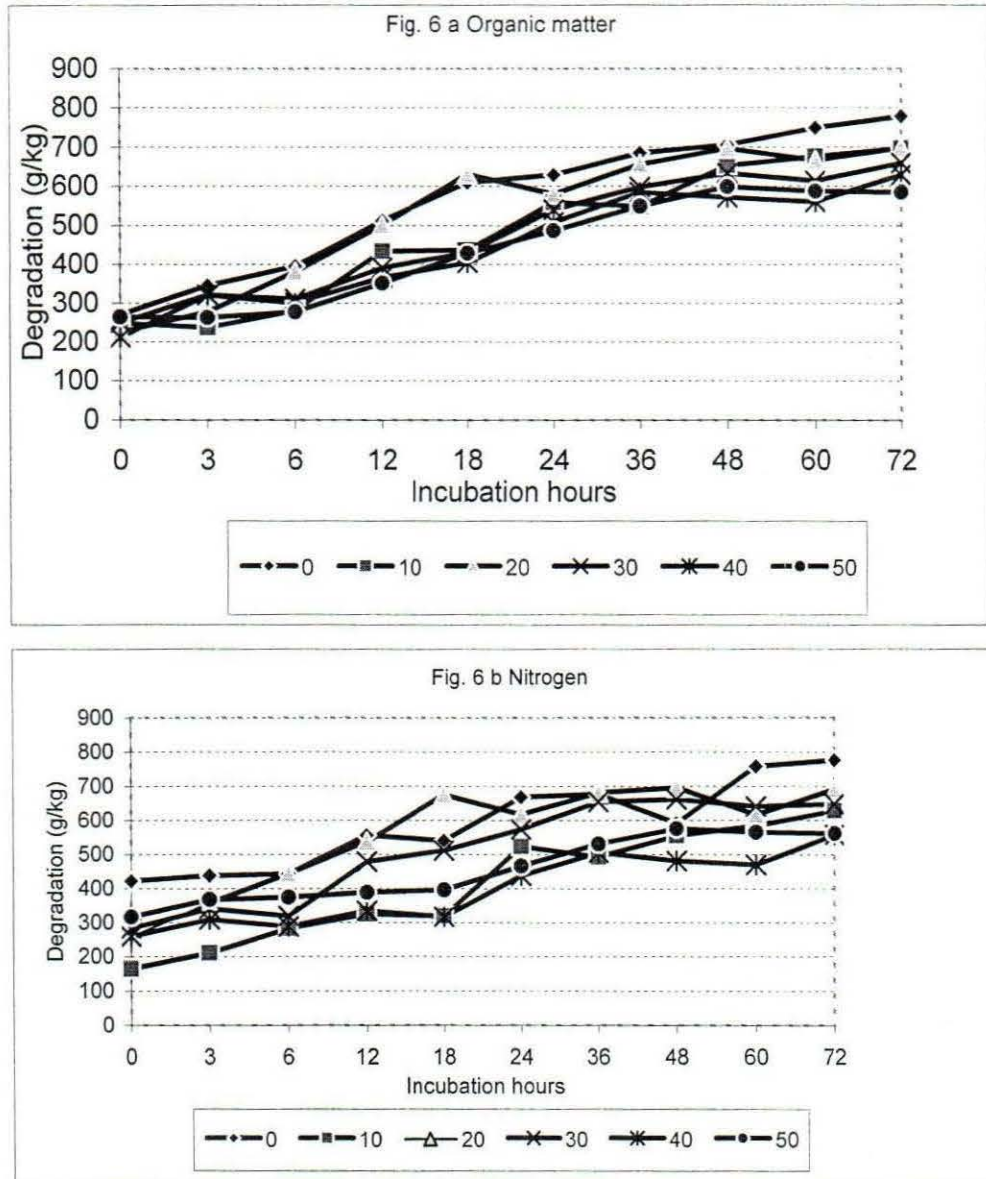 Fig. 6 a Organic matter
900
800
700
600
500
400
300
200
100
0
Degradation (g/kg)
0 3 6 12 18 24 36 48 60 72
Incubation hours
0 10 20 30 40 50
Fig. 6 b Nitrogen
900
800
700
600
500
400
300
200
100
0
Degradation (g/kg)
0 3 6 12 18 24 36 48 60 72
Incubation hours
0 10 20 30 40 50